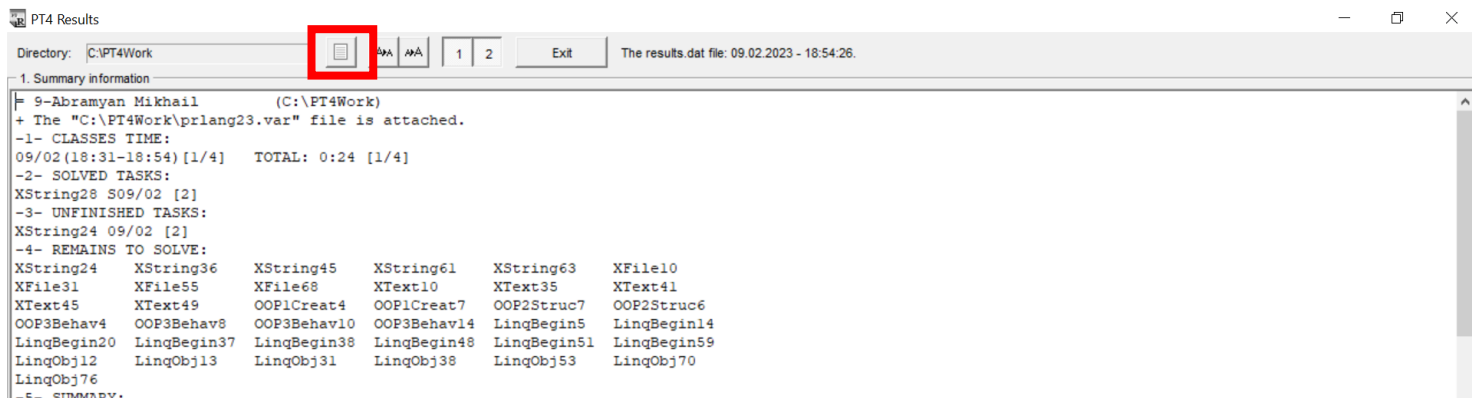 PT4 Results
Directory: C:\PT4Work 1 2 Exit The results.dat file: 09.02.2023 - 18:54:26.
1. Summary information
= 9-Abramyan Mikhail (C:\PT4Work)
+ The "C:\PT4Work\prlang23.var" file is attached.
-1- CLASSES TIME:
09/02(18:31-18:54)[1/4] TOTAL: 0:24 [1/4]
-2- SOLVED TASKS:
XString28 S09/02 [2]
-3- UNFINISHED TASKS:
XString24 09/02 [2]
-4- REMAINS TO SOLVE:
XString24 XString36 XString45 XString61 XString63 XFile10
XFile31 XFile55 XFile68 XText10 XText35 XText41
XText45 XText49 OOP1Creat4 OOP1Creat7 OOP2Struc7 OOP2Struc6
OOP3Behav4 OOP3Behav8 OOP3Behav10 OOP3Behav14 LinqBegin5 LinqBegin14
LinqBegin20 LinqBegin37 LinqBegin38 LinqBegin48 LinqBegin51 LinqBegin59
LinqObj12 LinqObj13 LinqObj31 LinqObj38 LinqObj53 LinqObj70
LinqObj76
-5- SUMMARY: